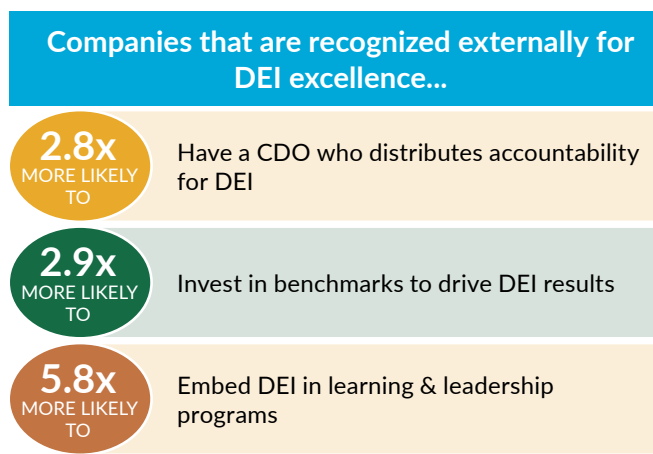 Companies that are recognized externally for
DEI excellence...
2.8x
MORE LIKELY
TO
Have a CDO who distributes accountability
for DEI
2.9x
MORE LIKELY
TO
Invest in benchmarks to drive DEI results
5.8x
MORE LIKELY
TO
Embed DEI in learning & leadership
programs